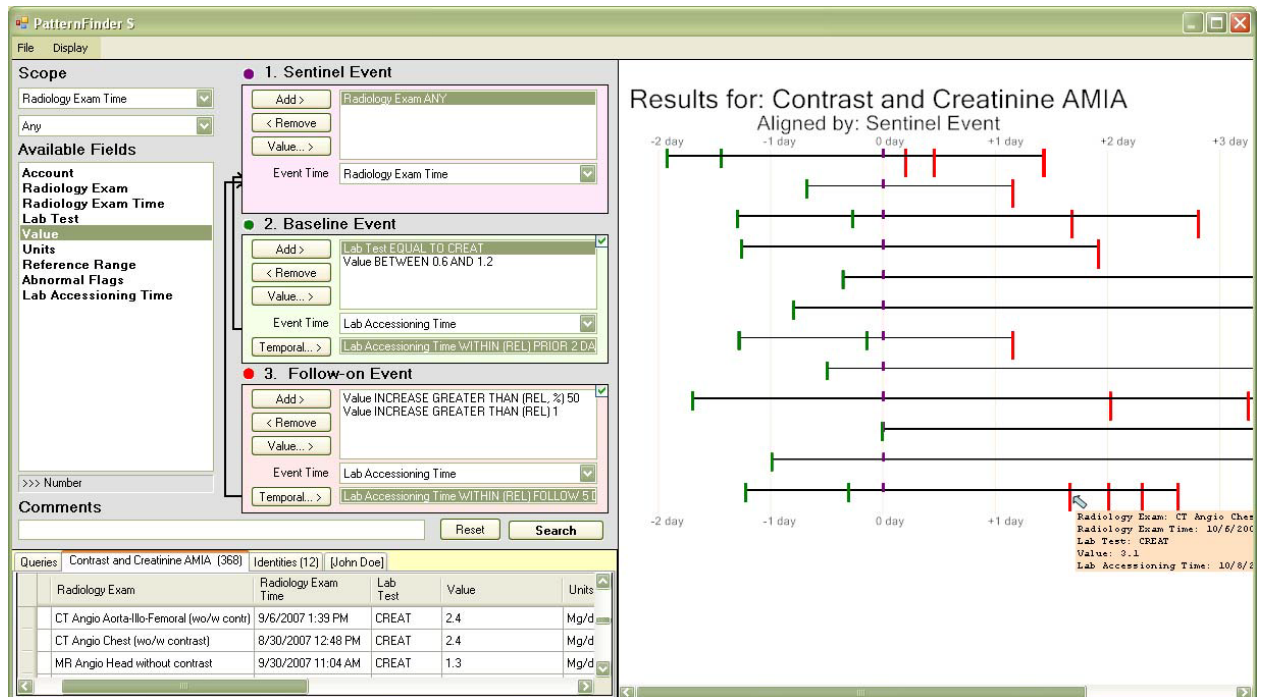 PatternFinder S
File Display
Scope
Radiology Exam Time
Any
Available Fields
Account
Radiology Exam
Radiology Exam Time
Lab Test
Value
Units
Reference Range
Abnormal Flags
Lab Accessioning Time
>>> Number
1. Sentinel Event
Add >
Radiology Exam ANY
< Remove
Value... >
Event Time Radiology Exam Time
2. Baseline Event
Add >
Lab Test EQUAL TO CREAT
Value BETWEEN 0.6 AND 1.2
< Remove
Value... >
Event Time Lab Accessioning Time
Temporal... > Lab Accessioning Time WITHIN (REL) PRIOR 2 DA
3. Follow-on Event
Add >
Value INCREASE GREATER THAN (REL, %) 50
Value INCREASE GREATER THAN (REL) 1
< Remove
Value... >
Event Time Lab Accessioning Time
Temporal... > Lab Accessioning Time WITHIN (REL) FOLLOW 5 D
Comments
Reset Search
Queries Contrast and Creatinine AMIA (368) Identities (12) [John Doe]
Radiology Exam Radiology Exam Time Lab Test Value Units
CT Angio Aorta-Illo-Femoral (wo/w contr) 9/6/2007 1:39 PM CREAT 2.4 Mg/d
CT Angio Chest (wo/w contrast) 8/30/2007 12:48 PM CREAT 2.4 Mg/d
MR Angio Head without contrast 9/30/2007 11:04 AM CREAT 1.3 Mg/d
Results for: Contrast and Creatinine AMIA
Aligned by: Sentinel Event
-2 day -1 day 0 day +1 day +2 day +3 day
-2 day -1 day 0 day +1 day
Radiology Exam: CT Angio Ches
Radiology Exam Time: 10/6/200
Lab Test: CREAT
Value: 3.1
Lab Accessioning Time: 10/8/2